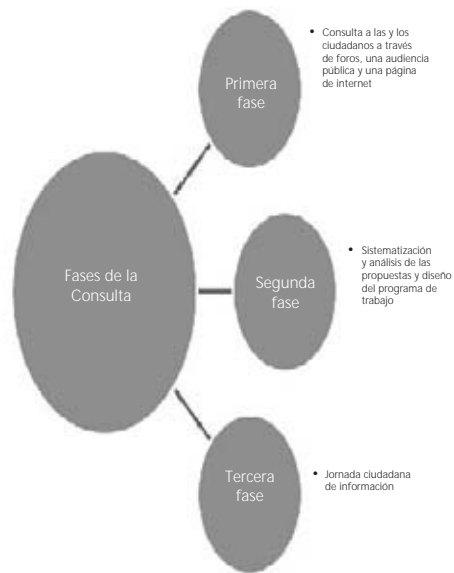 • Consulta a las y los
ciudadanos a través
de foros, una audiencia
pública y una página
de internet
Primera
fase
Fases de la
Consulta
Segunda
fase
• Sistematización
y análisis de las
propuestas y diseño
del programa de
trabajo
Tercera
fase
• Jornada ciudadana
de información